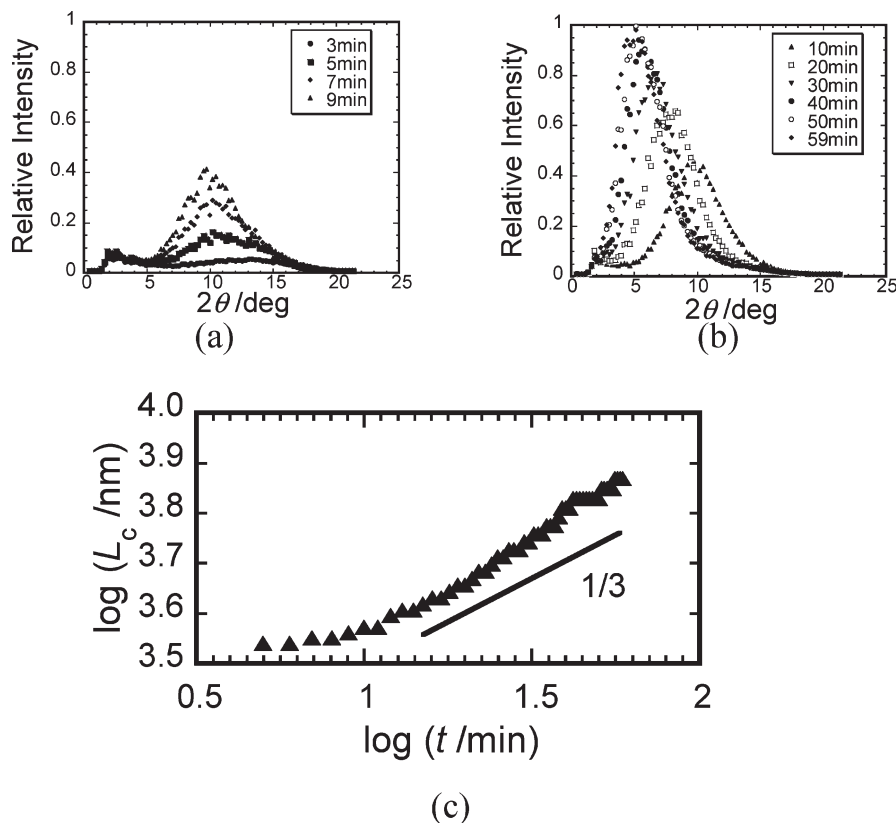 1
0.8
0.6
0.4
0.2
0
Relative Intensity
3min
5min
7min
9min
0 5 10 15 20 25
2θ /deg
(a)
1
0.8
0.6
0.4
0.2
0
Relative Intensity
10min
20min
30min
40min
50min
59min
0 5 10 15 20 25
2θ /deg
(b)
4.0
3.9
3.8
3.7
3.6
3.5
log (Lc /nm)
1/3
0.5 1 1.5 2
log (t /min)
(c)